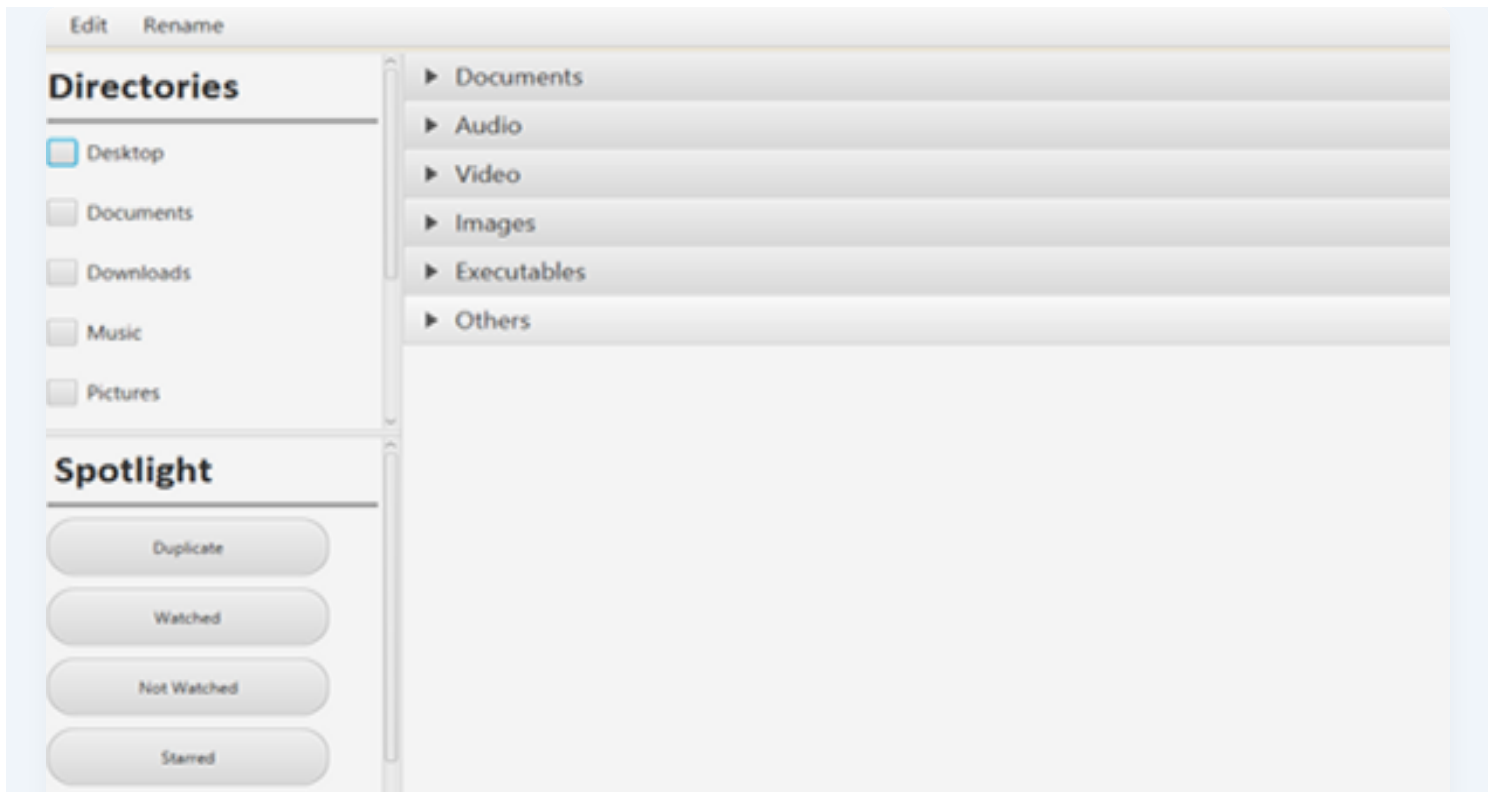 Edit Rename
Directories
Desktop
Documents
Downloads
Music
Pictures
Spotlight
Duplicate
Watched
Not Watched
Starred
Documents
Audio
Video
Images
Executables
Others